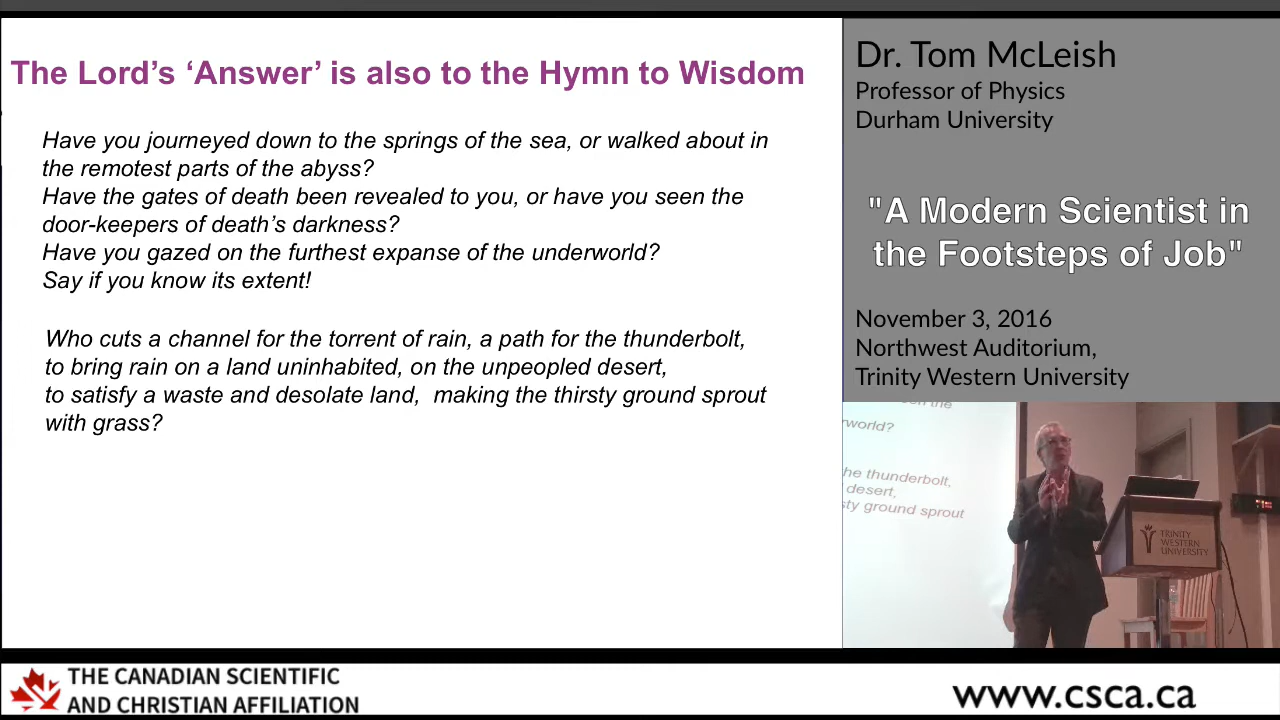 The Lord’s ‘Answer’ is also to the Hymn to Wisdom
Have you journeyed down to the springs of the sea, or walked about in
the remotest parts of the abyss?
Have the gates of death been revealed to you, or have you seen the
door-keepers of death’s darkness?
Have you gazed on the furthest expanse of the underworld?
Say if you know its extent!
Who cuts a channel for the torrent of rain, a path for the thunderbolt,
to bring rain on a land uninhabited, on the unpeopled desert,
to satisfy a waste and desolate land,  making the thirsty ground sprout
with grass?
Dr. Tom McLeish
Professor of Physics
Durham University
"A Modern Scientist in
the Footsteps of Job"
November 3, 2016
Northwest Auditorium,
Trinity Western University
the
world?
he thunderbolt,
desert,
sty ground sprout
TRINITY
WESTERN
UNIVERSITY
THE CANADIAN SCIENTIFIC
AND CHRISTIAN AFFILIATION
www.csca.ca